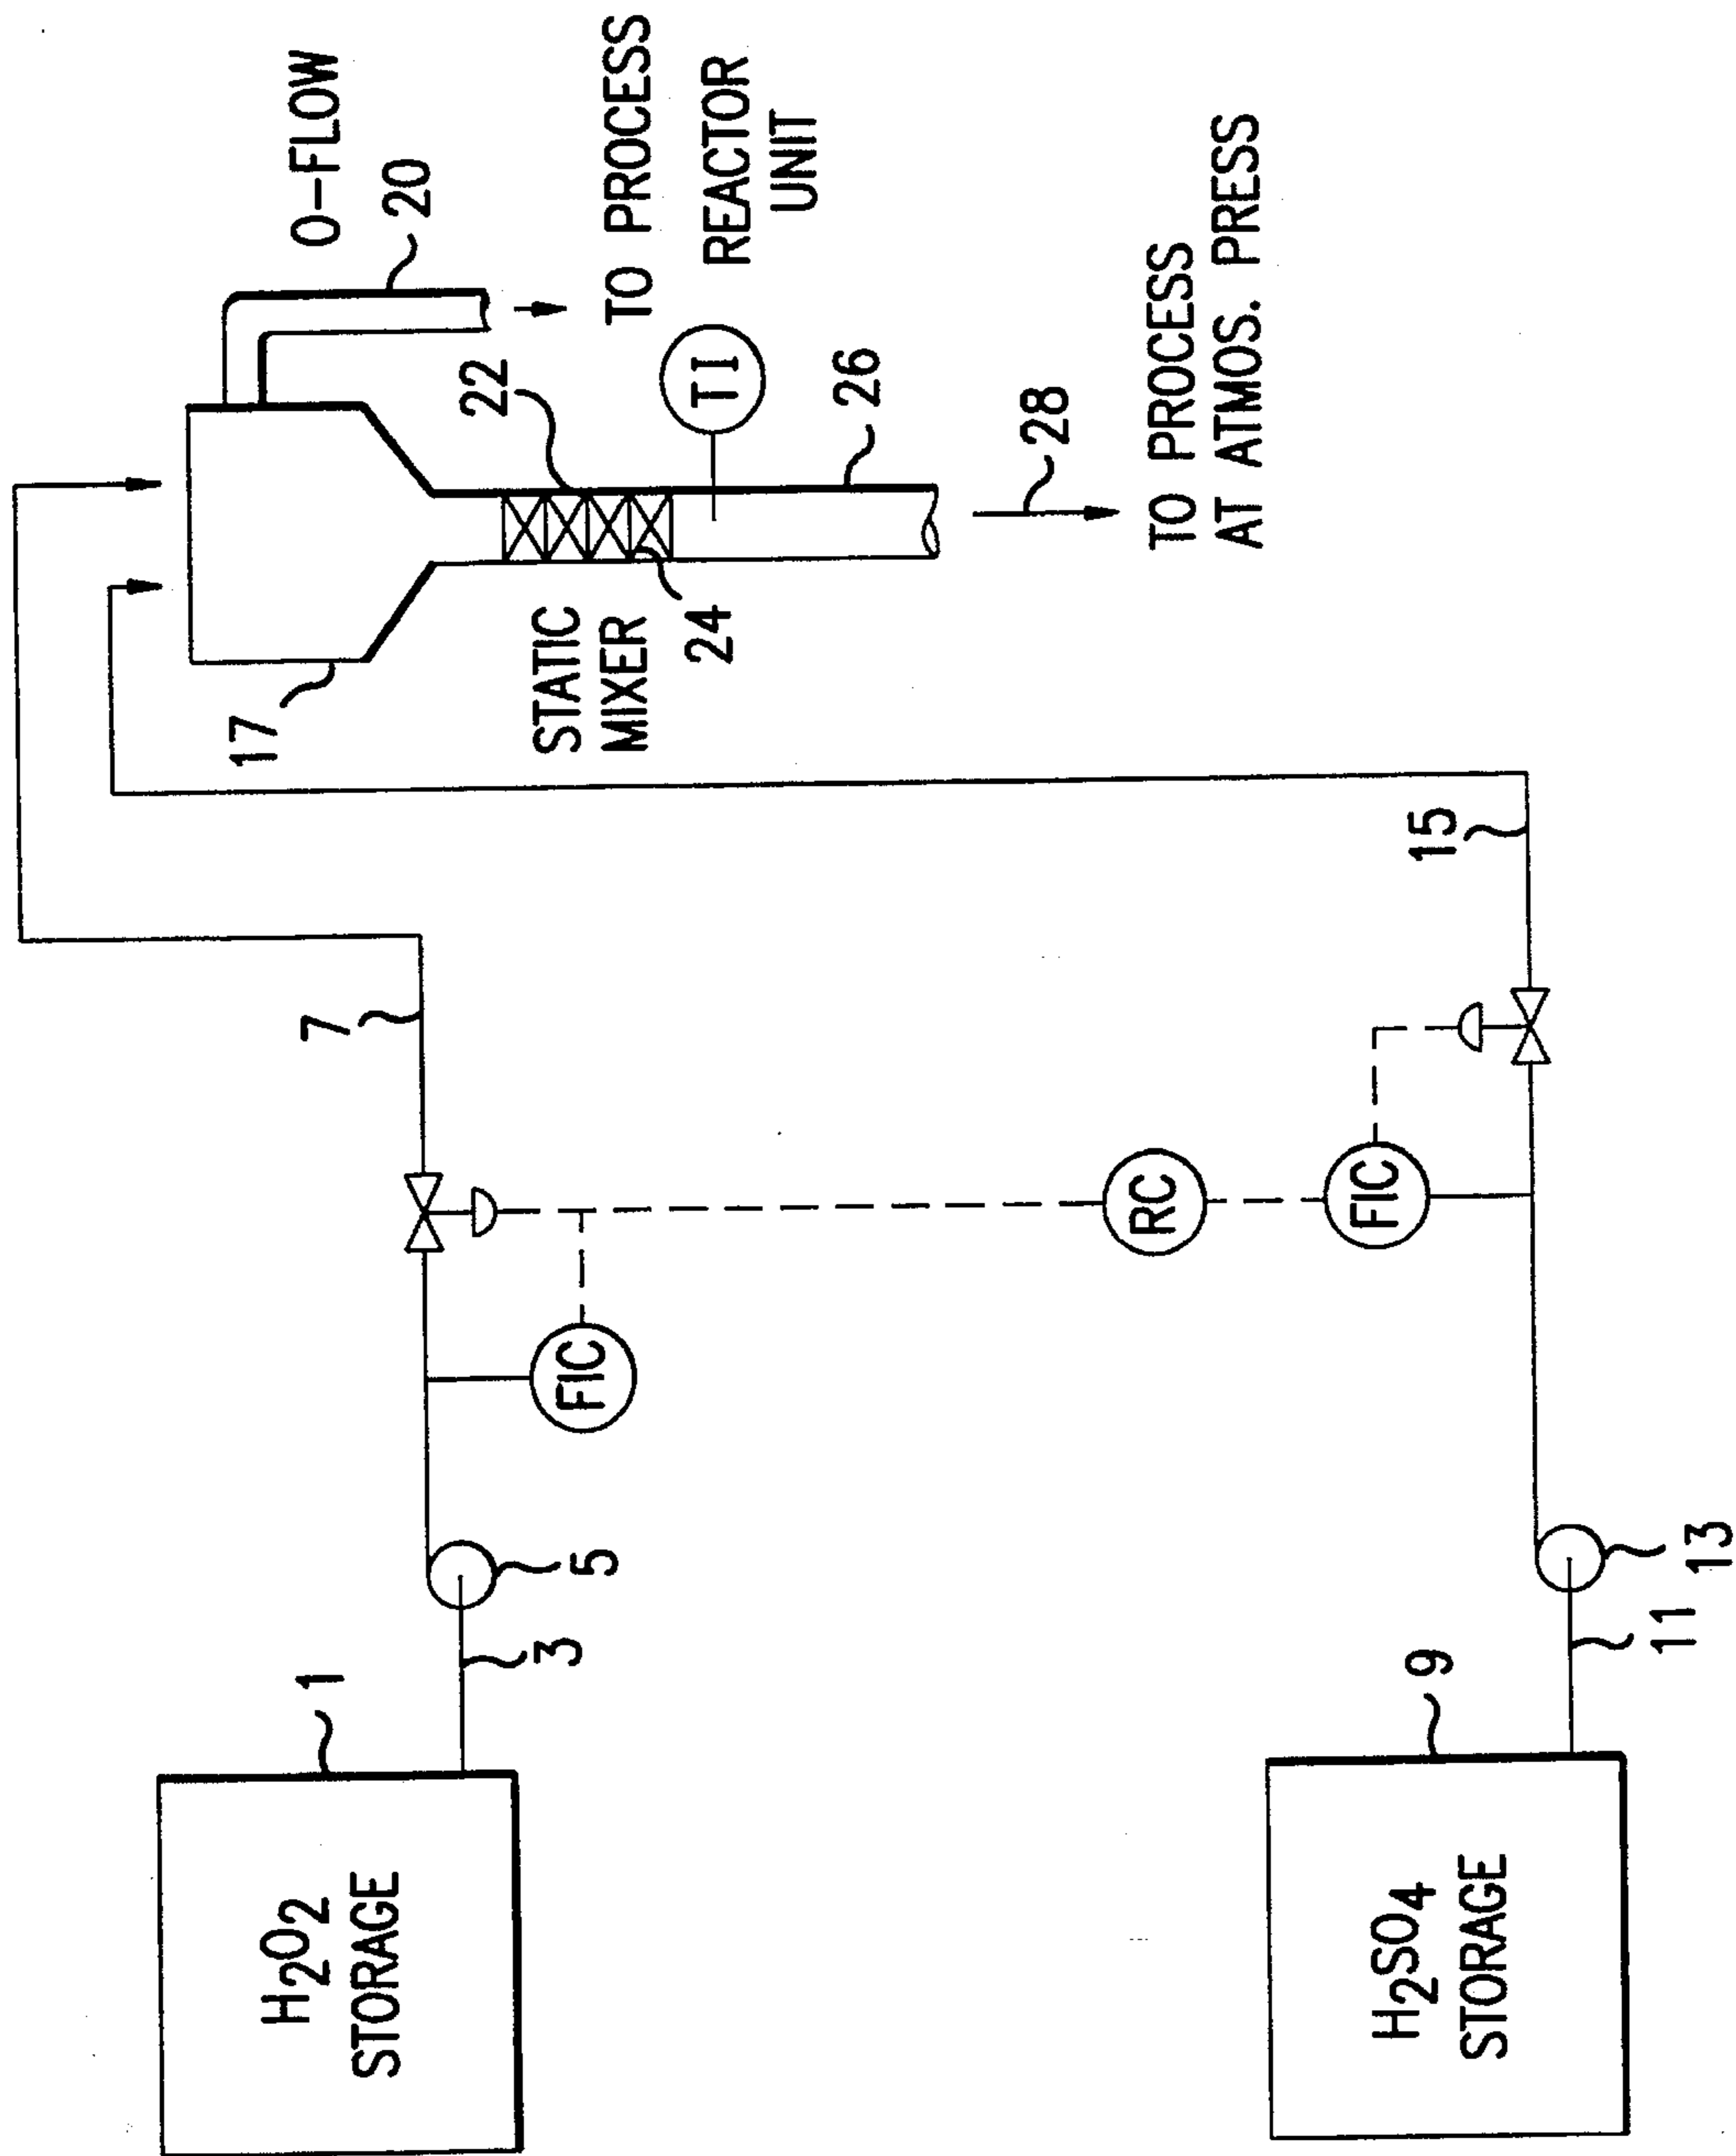 H2O2
STORAGE
1
3
5
FIC
7
RC
FIC
H2SO4
STORAGE
9
11
13
15
17
STATIC
MIXER
24
22
TI
26
28
O-FLOW
20
TO PROCESS
REACTOR
UNIT
TO PROCESS
AT ATMOS. PRESS